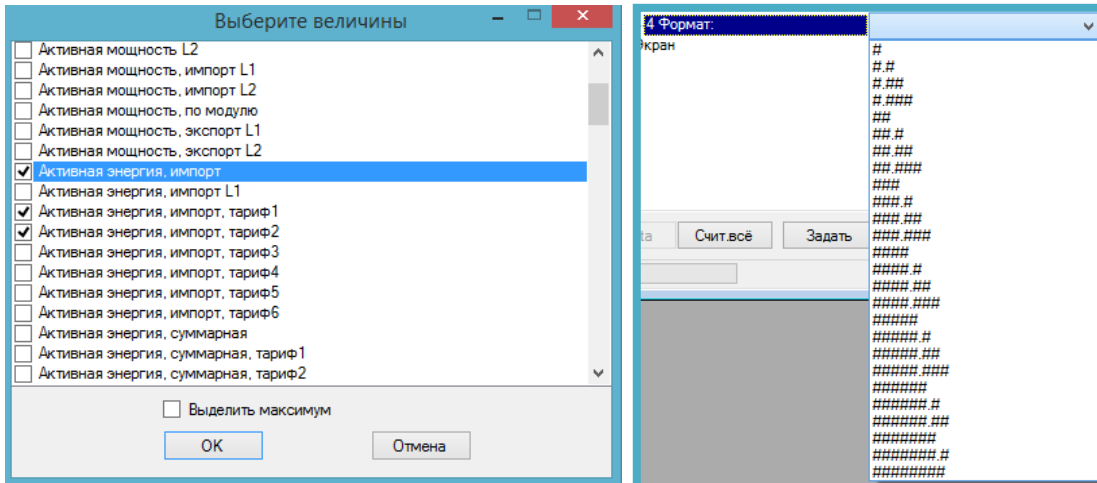 Выберите величины
Активная мощность L2
Активная мощность, импорт L1
Активная мощность, импорт L2
Активная мощность, по модулю
Активная мощность, экспорт L1
Активная мощность, экспорт L2
Активная энергия, импорт
Активная энергия, импорт L1
Активная энергия, импорт, тариф1
Активная энергия, импорт, тариф2
Активная энергия, импорт, тариф3
Активная энергия, импорт, тариф4
Активная энергия, импорт, тариф5
Активная энергия, импорт, тариф6
Активная энергия, суммарная
Активная энергия, суммарная, тариф1
Активная энергия, суммарная, тариф2
Выделить максимум
OK Отмена
4 Формат:
Экран
ta Счит.всё Задать
#
#.#
#.##
#.###
##
##.#
##.##
##.###
###
###.#
###.##
###.###
####
####.#
####.##
####.###
#####
#####.#
#####.##
#####.###
######
######.#
######.##
#######
#######.#
########